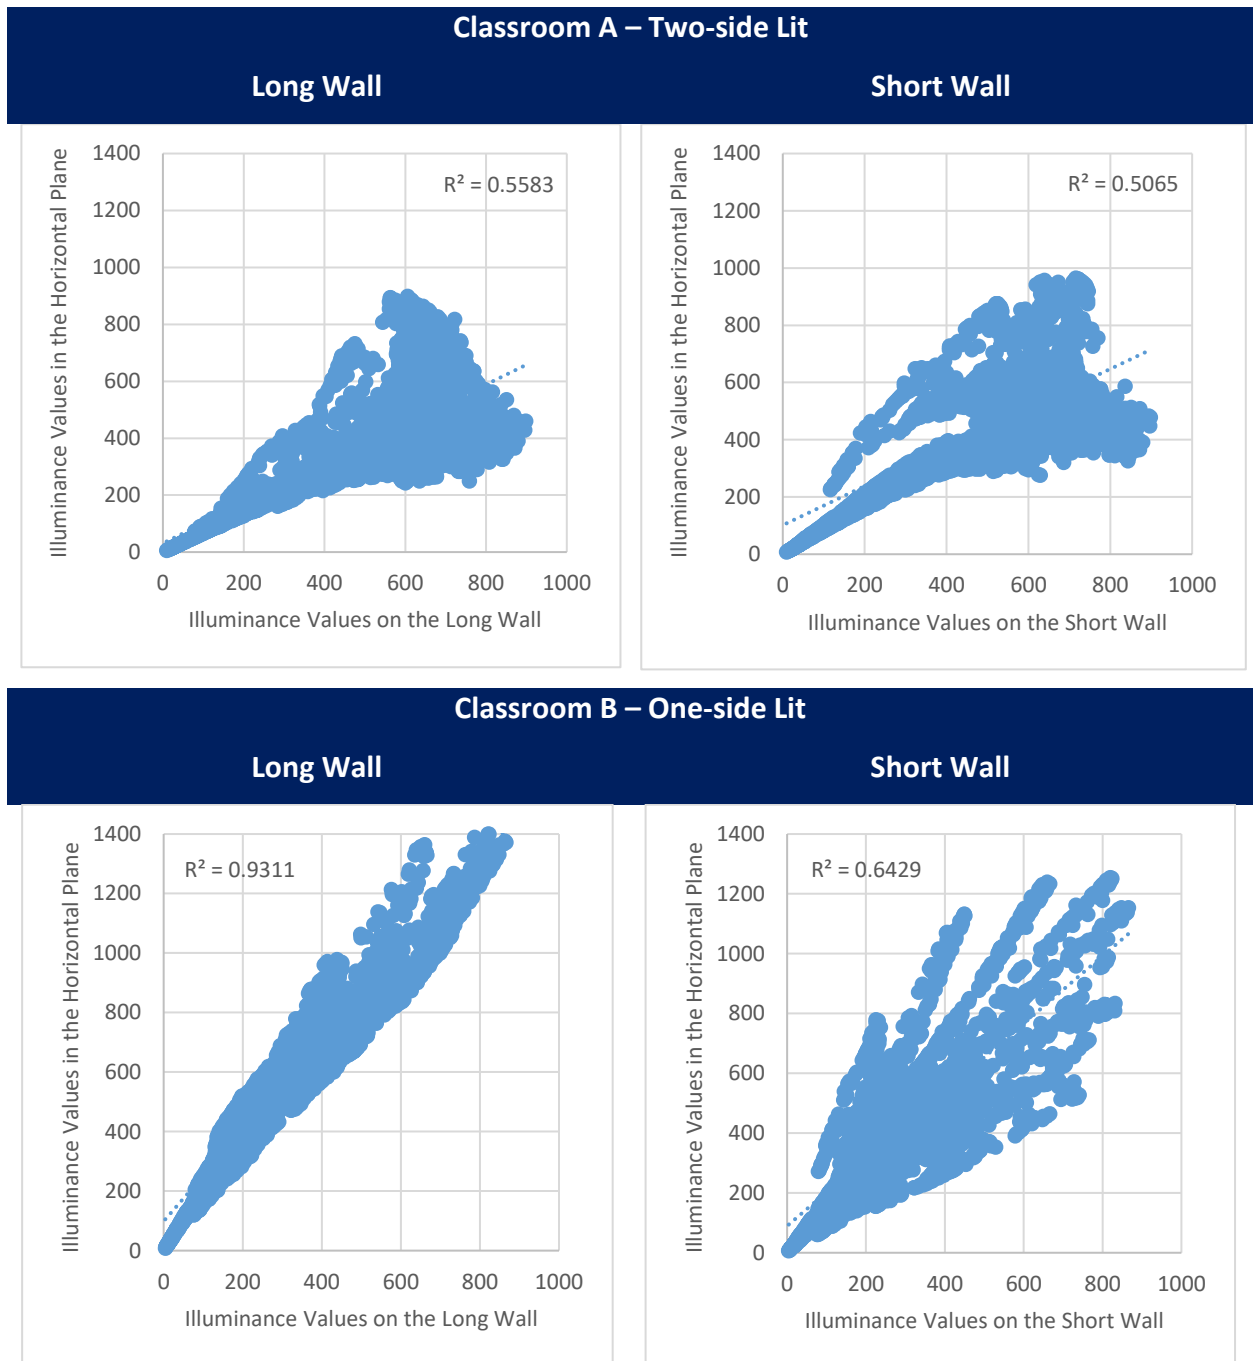 Classroom A – Two-side Lit
Long Wall
Short Wall
Illuminance Values in the Horizontal Plane
1400
1200
1000
800
600
400
200
0
R² = 0.5583
0 200 400 600 800 1000
Illuminance Values on the Long Wall
Illuminance Values in the Horizontal Plane
1400
1200
1000
800
600
400
200
0
R² = 0.5065
0 200 400 600 800 1000
Illuminance Values on the Short Wall
Classroom B – One-side Lit
Long Wall
Short Wall
Illuminance Values in the Horizontal Plane
1400
1200
1000
800
600
400
200
0
R² = 0.9311
0 200 400 600 800 1000
Illuminance Values on the Long Wall
Illuminance Values in the Horizontal Plane
1400
1200
1000
800
600
400
200
0
R² = 0.6429
0 200 400 600 800 1000
Illuminance Values on the Short Wall